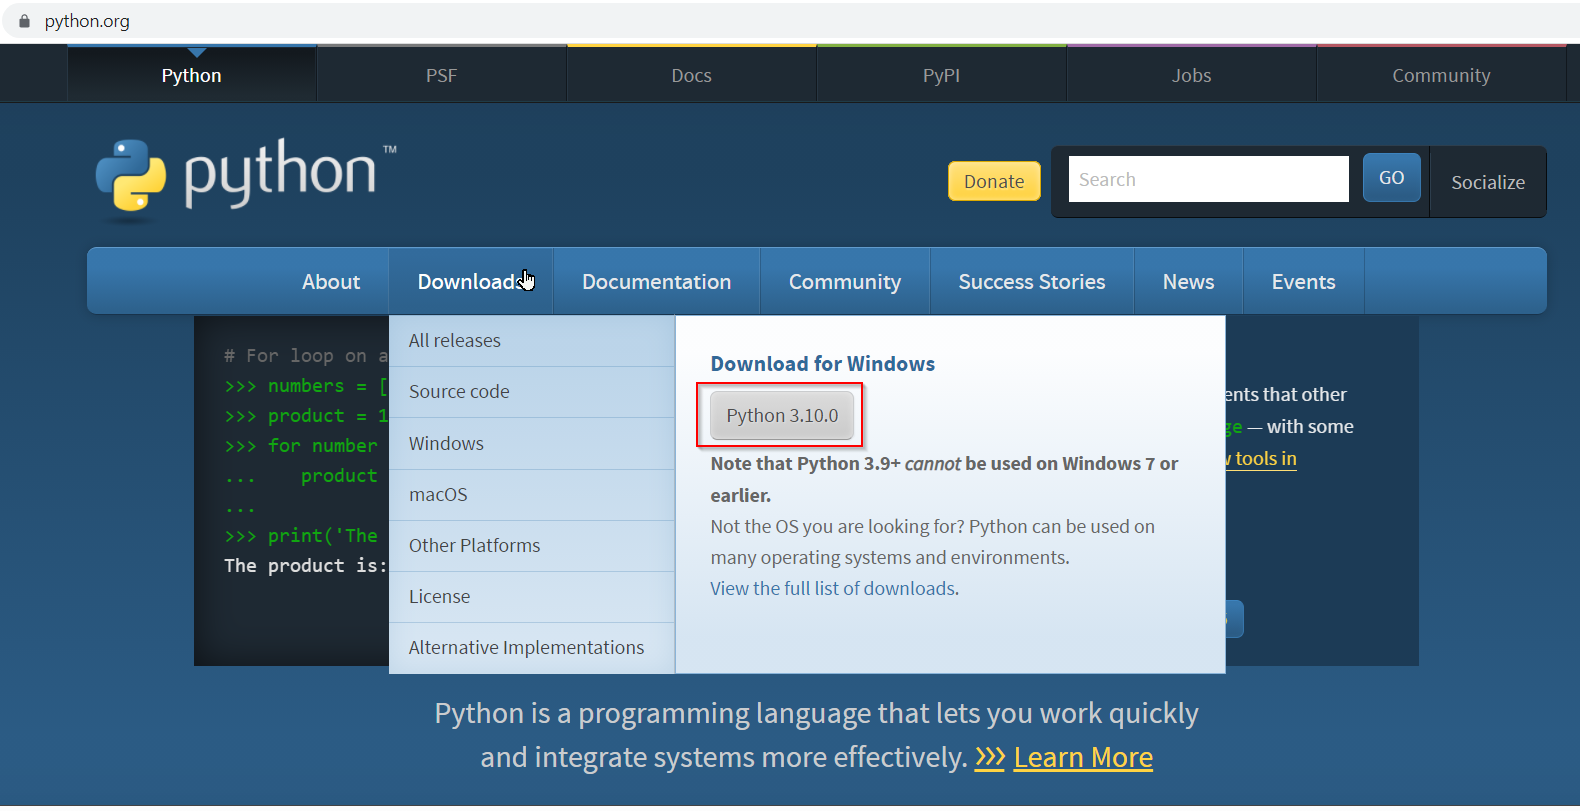 python.org
Python
PSF
Docs
PyPI
Jobs
Community
python™
Donate
Search
GO
Socialize
About
Downloads
Documentation
Community
Success Stories
News
Events
All releases
Source code
Windows
macOS
Other Platforms
License
Alternative Implementations
Download for Windows
Python 3.10.0
Note that Python 3.9+ cannot be used on Windows 7 or
earlier.
Not the OS you are looking for? Python can be used on
many operating systems and environments.
View the full list of downloads.
# For loop on a
>>> numbers = [
>>> product = 1
>>> for number
... product
...
>>> print('The
The product is:
ents that other
ge — with some
w tools in
Python is a programming language that lets you work quickly
and integrate systems more effectively. >>> Learn More